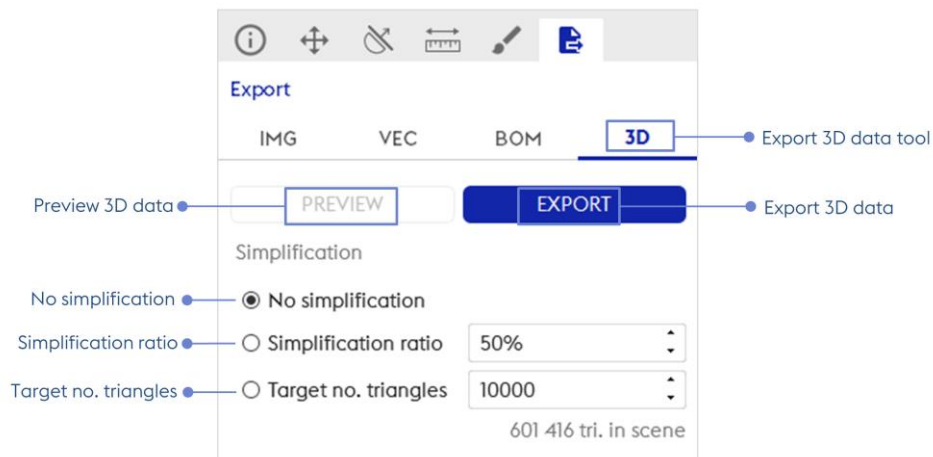 Export
IMG VEC BOM 3D
Export 3D data tool
Preview 3D data
PREVIEW
EXPORT
Export 3D data
Simplification
No simplification
No simplification
Simplification ratio
Simplification ratio
50%
Target no. triangles
Target no. triangles
10000
601 416 tri. in scene